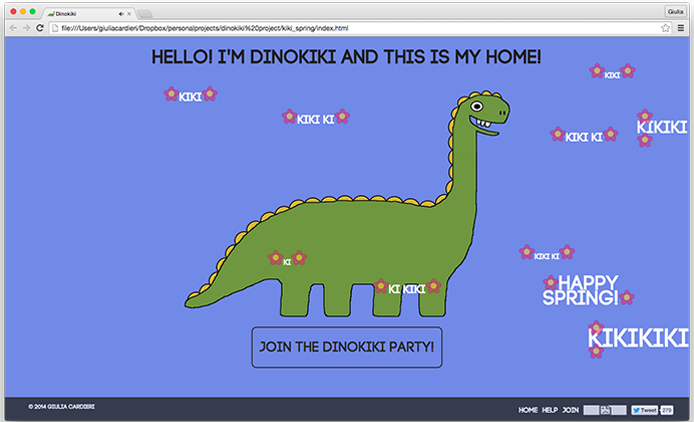 Dinokiki
Giulia
file:///Users/giuliacardieri/Dropbox/personalprojects/dinokiki%20project/kiki_spring/index.html
HELLO! I'M DINOKIKI AND THIS IS MY HOME!
KIKI
KIKI
KIKI KI
KIKIKI
KIKI KI
KIKI KI
KI
KI KIKI
HAPPY
SPRING!
KIKIKIKI
JOIN THE DINOKIKI PARTY!
© 2014 GIULIA CARDIERI
HOME HELP JOIN Tweet 279